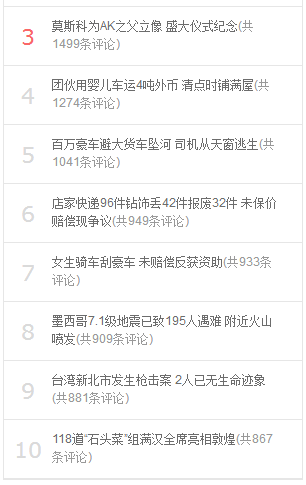 3
莫斯科为AK之父立像 盛大仪式纪念(共
1499条评论)
4
团伙用婴儿车运4吨外币 清点时铺满屋(共
1274条评论)
5
百万豪车避大货车坠河 司机从天窗逃生(共
1041条评论)
6
店家快递96件钻饰丢42件报废32件 未保价
赔偿现争议(共949条评论)
7
女生骑车刮豪车 未赔偿反获资助(共933条
评论)
8
墨西哥7.1级地震已致195人遇难 附近火山
喷发(共909条评论)
9
台湾新北市发生枪击案 2人已无生命迹象
(共881条评论)
10
118道“石头菜”组满汉全席亮相敦煌(共867
条评论)